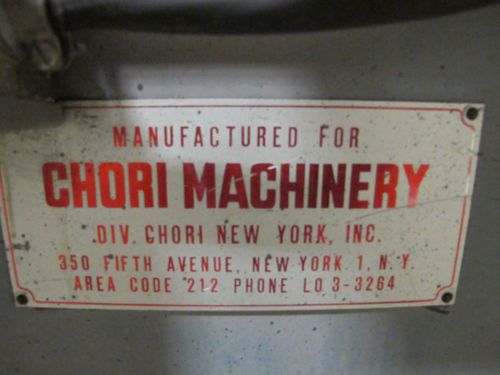 MANUFACTURED FOR
CHORI MACHINERY
DIV. CHORI NEW YORK, INC.
350 FIFTH AVENUE, NEW YORK 1, N. Y.
AREA CODE 212 PHONE LO 3-3264